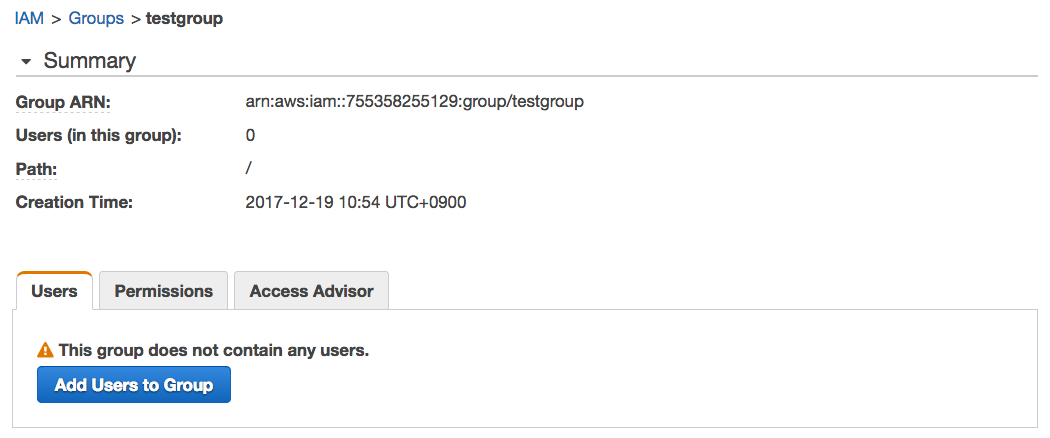 IAM > Groups > testgroup
Summary
Group ARN: arn:aws:iam::755358255129:group/testgroup
Users (in this group): 0
Path: /
Creation Time: 2017-12-19 10:54 UTC+0900
Users Permissions Access Advisor
This group does not contain any users.
Add Users to Group